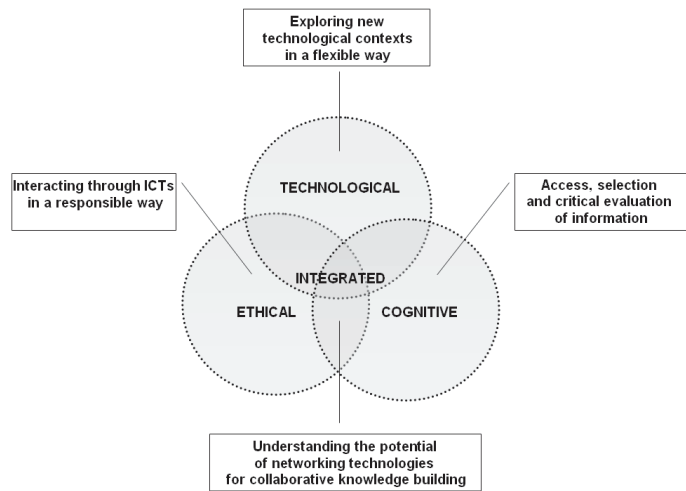 Exploring new
technological contexts
in a flexible way
TECHNOLOGICAL
Interacting through ICTs
in a responsible way
Access, selection
and critical evaluation
of information
INTEGRATED
ETHICAL
COGNITIVE
Understanding the potential
of networking technologies
for collaborative knowledge building